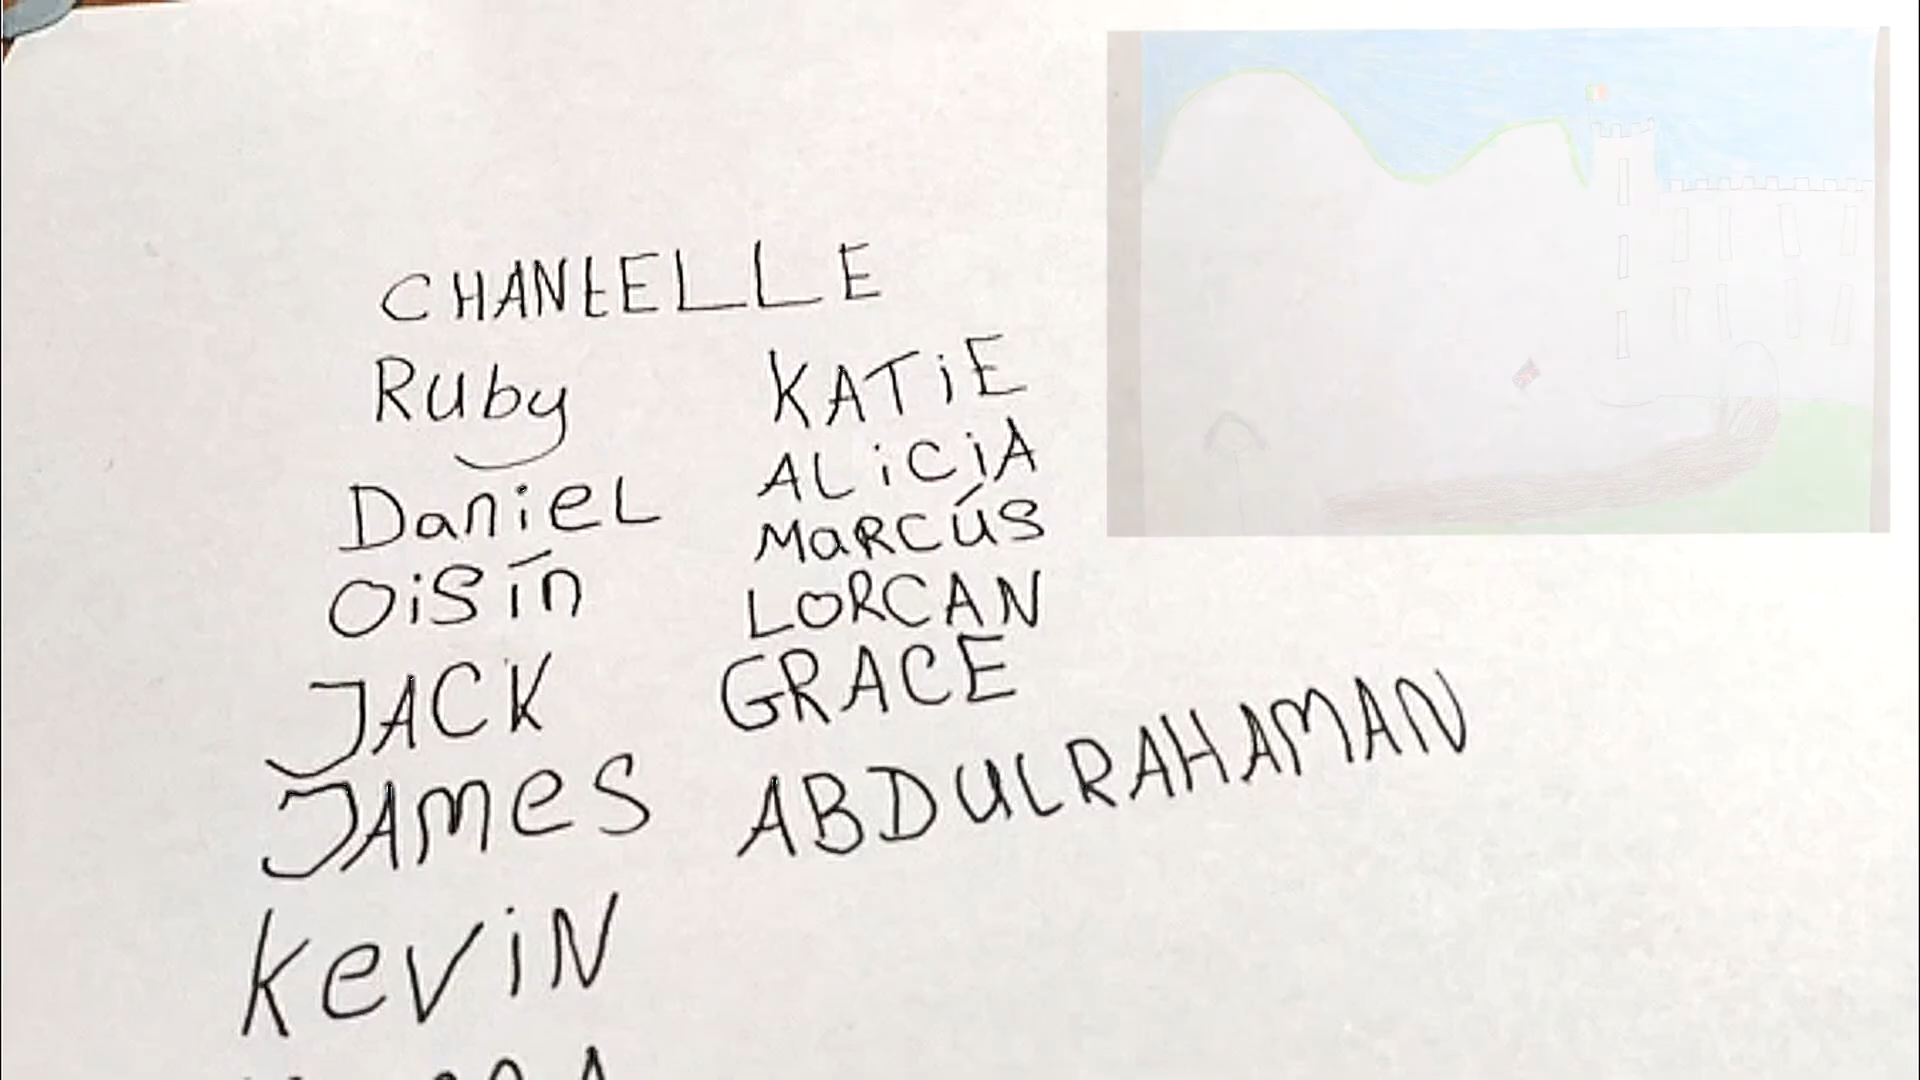 CHANtELLE
Ruby
DanieL
OiSín
JACK
JAMeS
KeviN
KATiE
ALiCiA
MaRCúS
LORCAN
GRACE
ABDULRAHAMAN